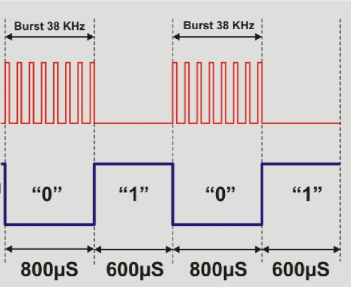 Burst 38 KHz Burst 38 KHz
“0” “1” “0” “1”
800µS 600µS 800µS 600µS